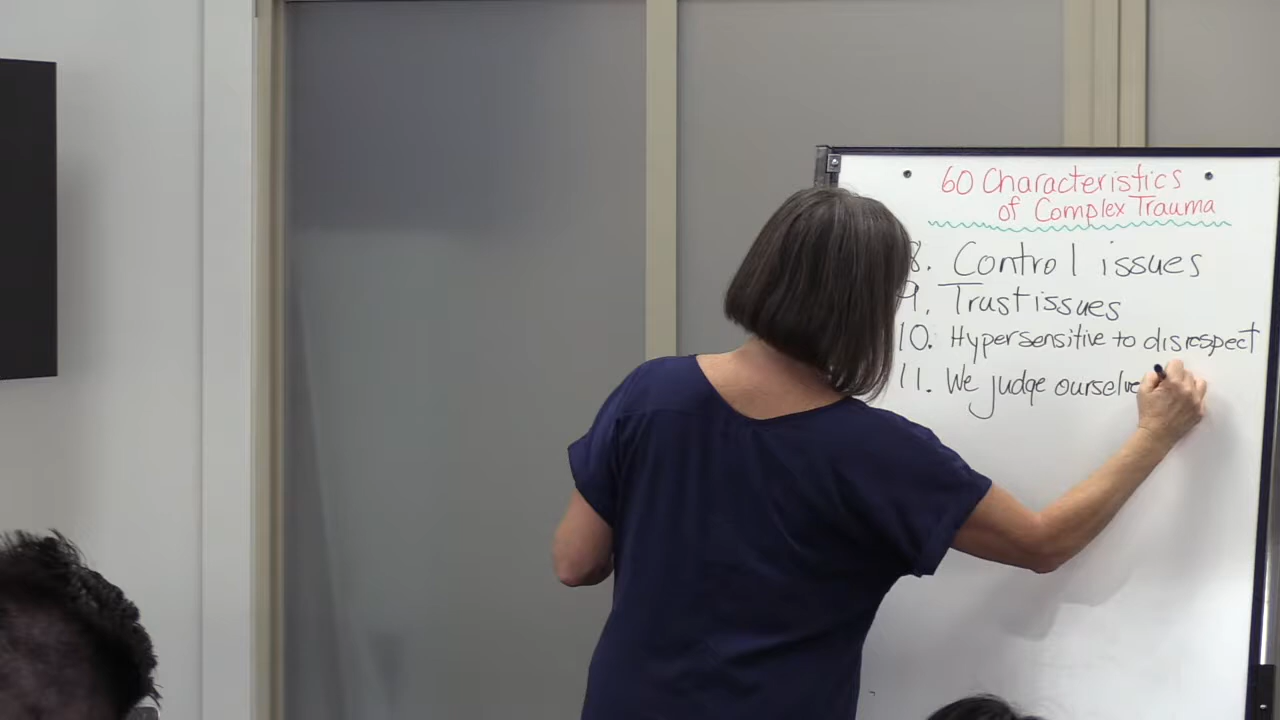 60 Characteristics
of Complex Trauma
8. Control issues
9. Trust issues
10. Hypersensitive to disrespect
11. We judge ourselve